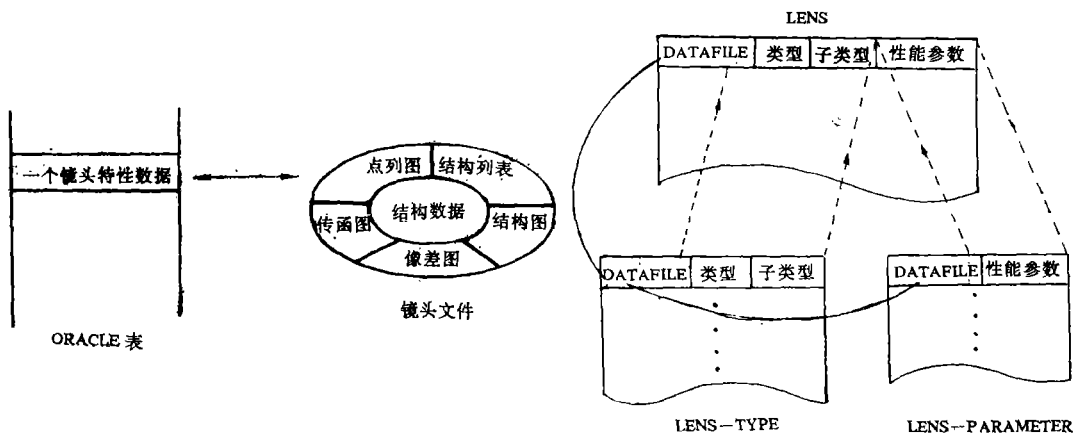 一个镜头特性数据
ORACLE 表
点列图
结构列表
传函图
结构数据
结构图
像差图
镜头文件
LENS
DATAFILE 类型 子类型 性能参数
DATAFILE 类型 子类型
LENS-TYPE
DATAFILE 性能参数
LENS-PARAMETER